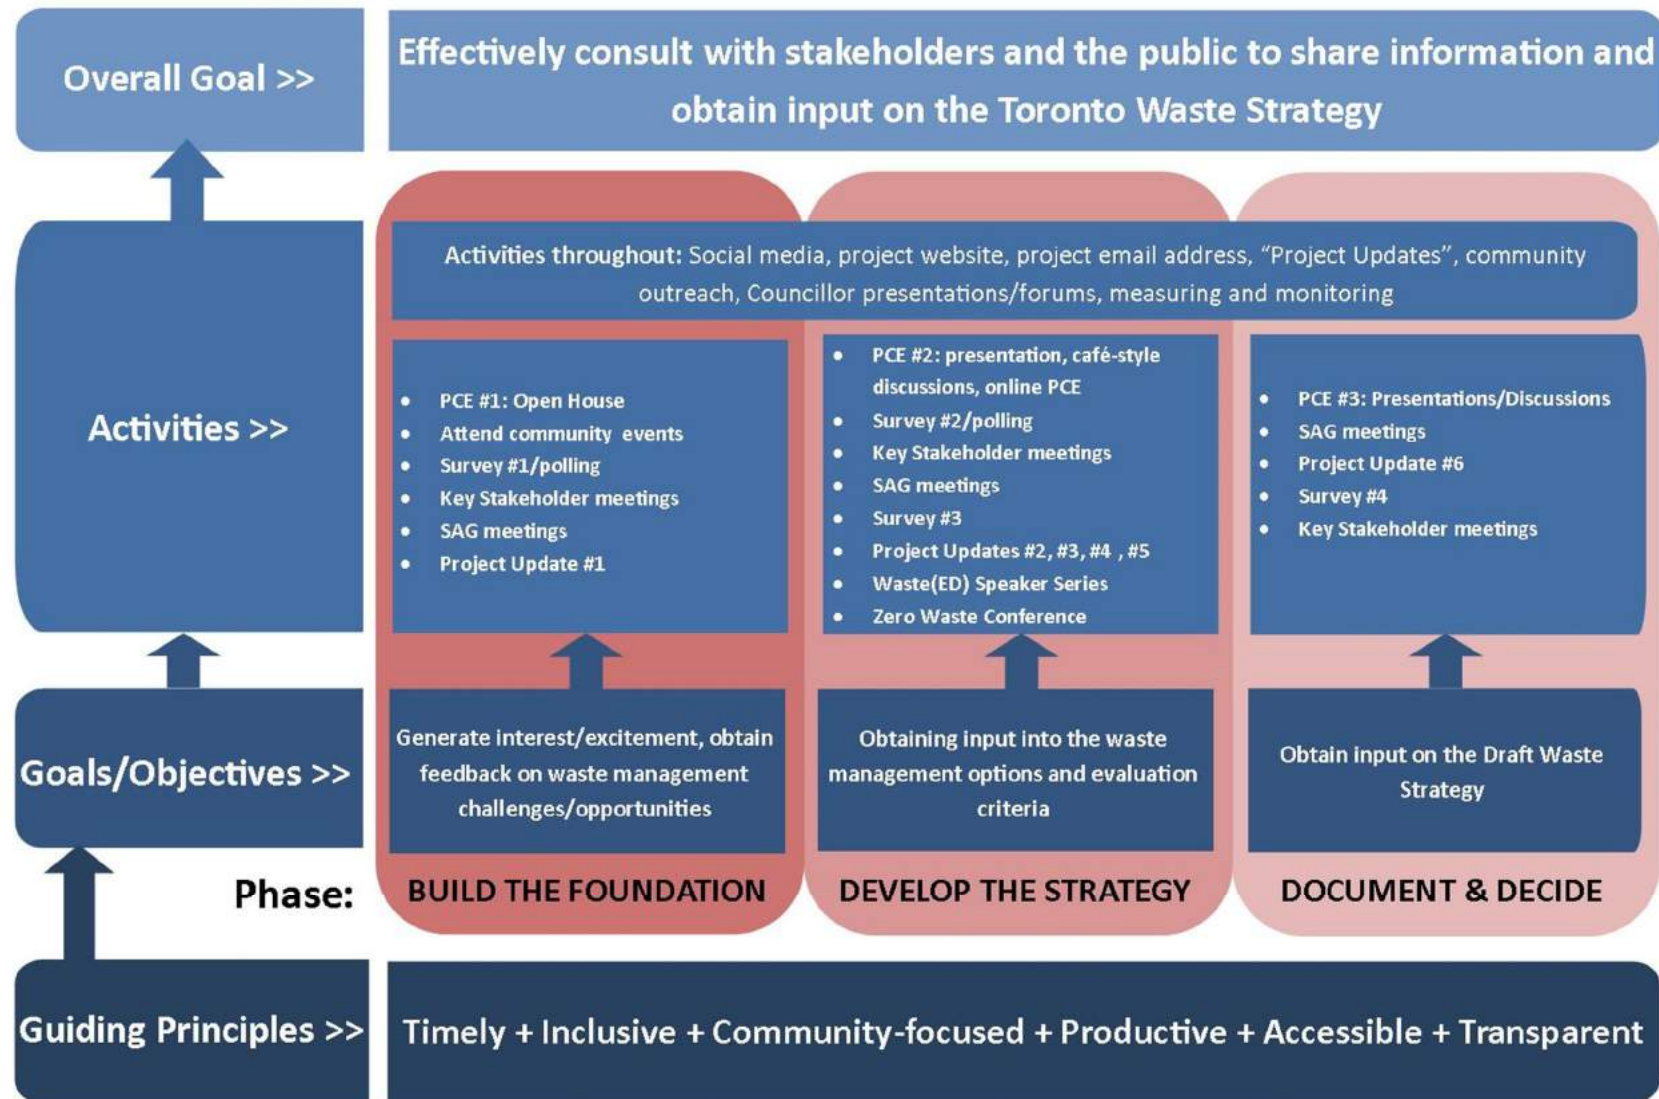 Overall Goal >>
Effectively consult with stakeholders and the public to share information and
obtain input on the Toronto Waste Strategy
Activities throughout: Social media, project website, project email address, “Project Updates”, community
outreach, Councillor presentations/forums, measuring and monitoring
Activities >>
• PCE #1: Open House
• Attend community events
• Survey #1/polling
• Key Stakeholder meetings
• SAG meetings
• Project Update #1
• PCE #2: presentation, café-style
discussions, online PCE
• Survey #2/polling
• Key Stakeholder meetings
• SAG meetings
• Survey #3
• Project Updates #2, #3, #4 , #5
• Waste(ED) Speaker Series
• Zero Waste Conference
• PCE #3: Presentations/Discussions
• SAG meetings
• Project Update #6
• Survey #4
• Key Stakeholder meetings
Goals/Objectives >>
Generate interest/excitement, obtain
feedback on waste management
challenges/opportunities
Obtaining input into the waste
management options and evaluation
criteria
Obtain input on the Draft Waste
Strategy
Phase:
BUILD THE FOUNDATION
DEVELOP THE STRATEGY
DOCUMENT & DECIDE
Guiding Principles >>
Timely + Inclusive + Community-focused + Productive + Accessible + Transparent